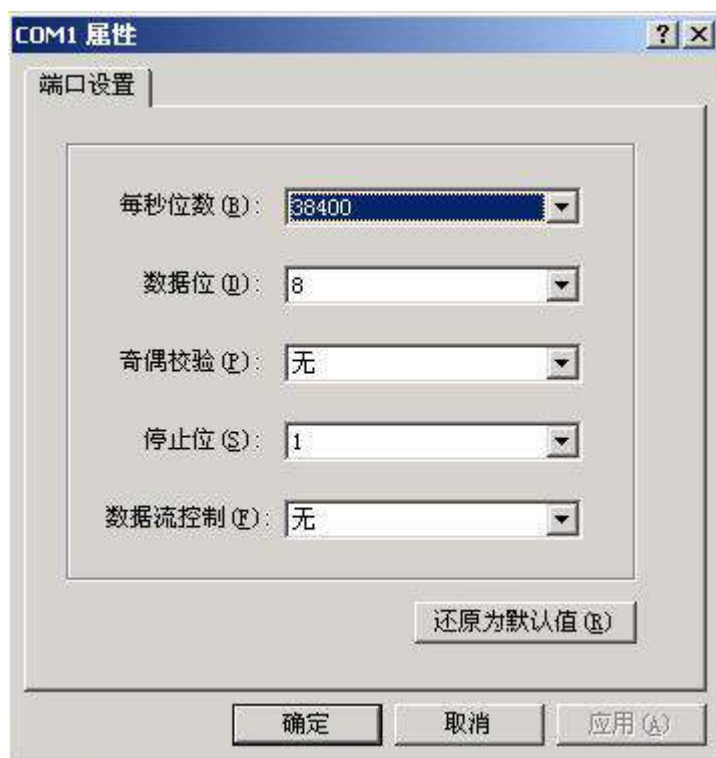 COM1 属性
端口设置
每秒位数(B): 38400
数据位(D): 8
奇偶校验(P): 无
停止位(S): 1
数据流控制(F): 无
还原为默认值(R)
确定 取消 应用(A)